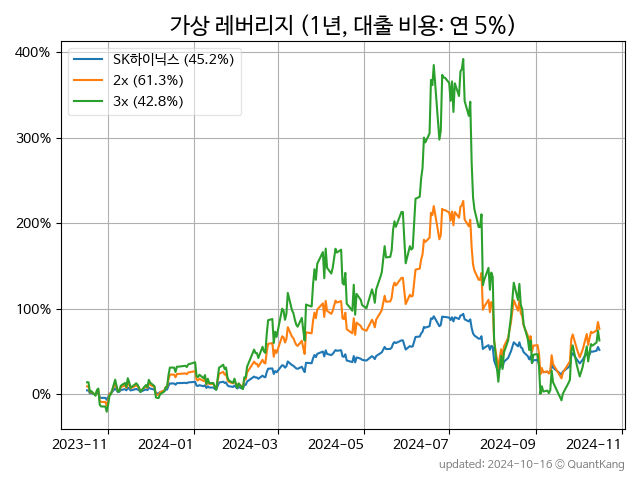 가상 레버리지 (1년, 대출 비용: 연 5%)
400%
300%
200%
100%
0%
SK하이닉스 (45.2%)
2x (61.3%)
3x (42.8%)
2023-11
2024-01
2024-03
2024-05
2024-07
2024-09
2024-11
updated: 2024-10-16 © QuantKang